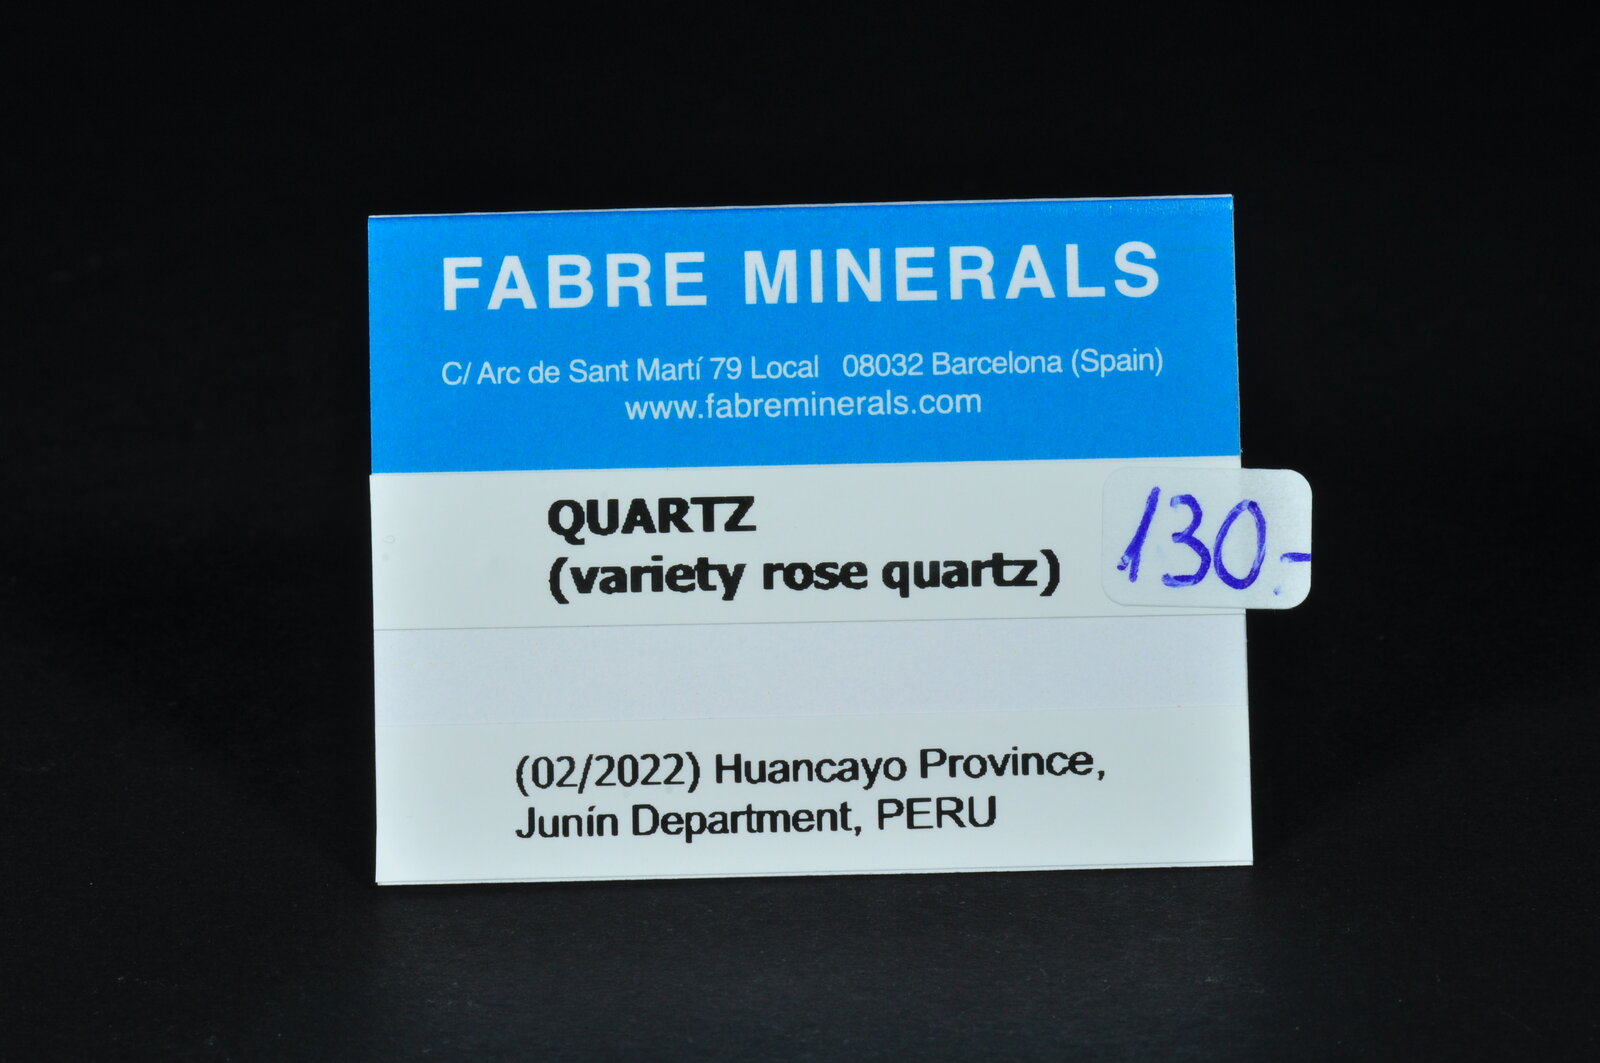 FABRE MINERALS
C/ Arc de Sant Martí 79 Local 08032 Barcelona (Spain)
www.fabreminerals.com
QUARTZ
(variety rose quartz)
130.-
(02/2022) Huancayo Province,
Junín Department, PERU